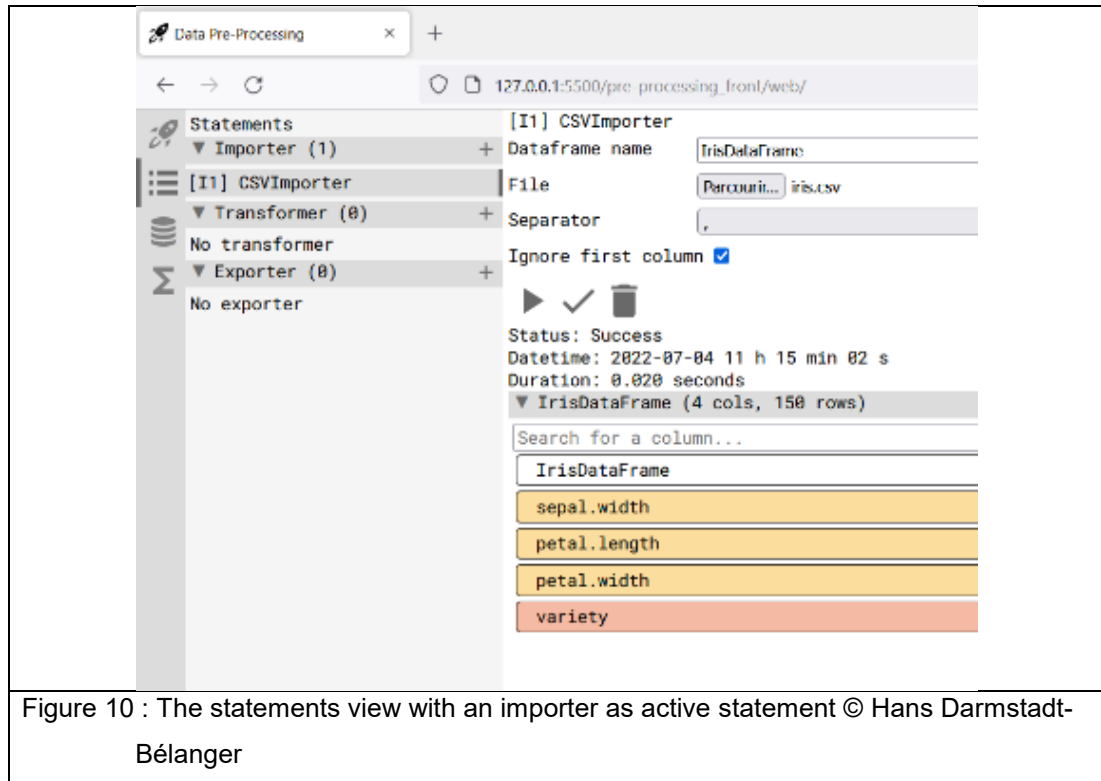 Data Pre-Processing × +
127.0.0.1:5500/pre-processing_front/web/
Statements
▼ Importer (1) +
[I1] CSVImporter
▼ Transformer (0) +
No transformer
▼ Exporter (0) +
No exporter
[I1] CSVImporter
Dataframe name IrisDataFrame
File Parcourir... iris.csv
Separator ,
Ignore first column
Status: Success
Datetime: 2022-07-04 11 h 15 min 02 s
Duration: 0.020 seconds
▼ IrisDataFrame (4 cols, 150 rows)
Search for a column...
IrisDataFrame
sepal.width
petal.length
petal.width
variety
Figure 10 : The statements view with an importer as active statement © Hans Darmstadt-
Bélanger